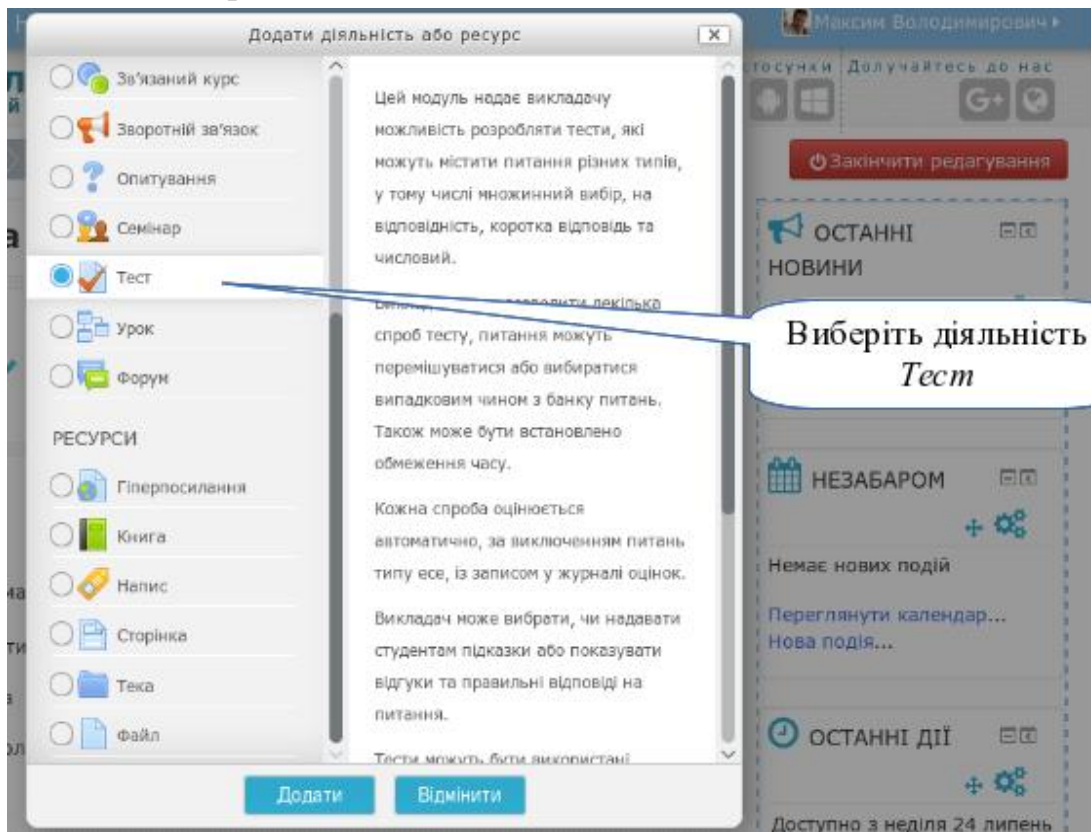 Додати діяльність або ресурс
Максим Володимирович
Зв'язаний курс
Зворотній зв'язок
Опитування
Семінар
Тест
Урок
Форум
РЕСУРСИ
Гіперпосилання
Книга
Напис
Сторінка
Тека
Файл
Цей модуль надає викладачу
можливість розробляти тести, які
можуть містити питання різних типів,
у тому числі множинний вибір, на
відповідність, коротка відповідь та
числовий.
декілька
спроб тесту, питання можуть
перемішуватися або вибиратися
випадковим чином з банку питань.
Також може бути встановлено
обмеження часу.
Кожна спроба оцінюється
автоматично, за виключенням питань
типу есе, із записом у журналі оцінок.
Викладач може вибрати, чи надавати
студентам підказки або показувати
відгуки та правильні відповіді на
питання.
Тести можуть бути використані
Додати
Відмінити
Долучайтесь до нас
G+
Закінчити редагування
ОСТАННІ
НОВИНИ
Виберіть діяльність
Тест
НЕЗАБАРОМ
Немає нових подій
Переглянути календар...
Нова подія...
ОСТАННІ ДІЇ
Доступно з неділя 24 липень